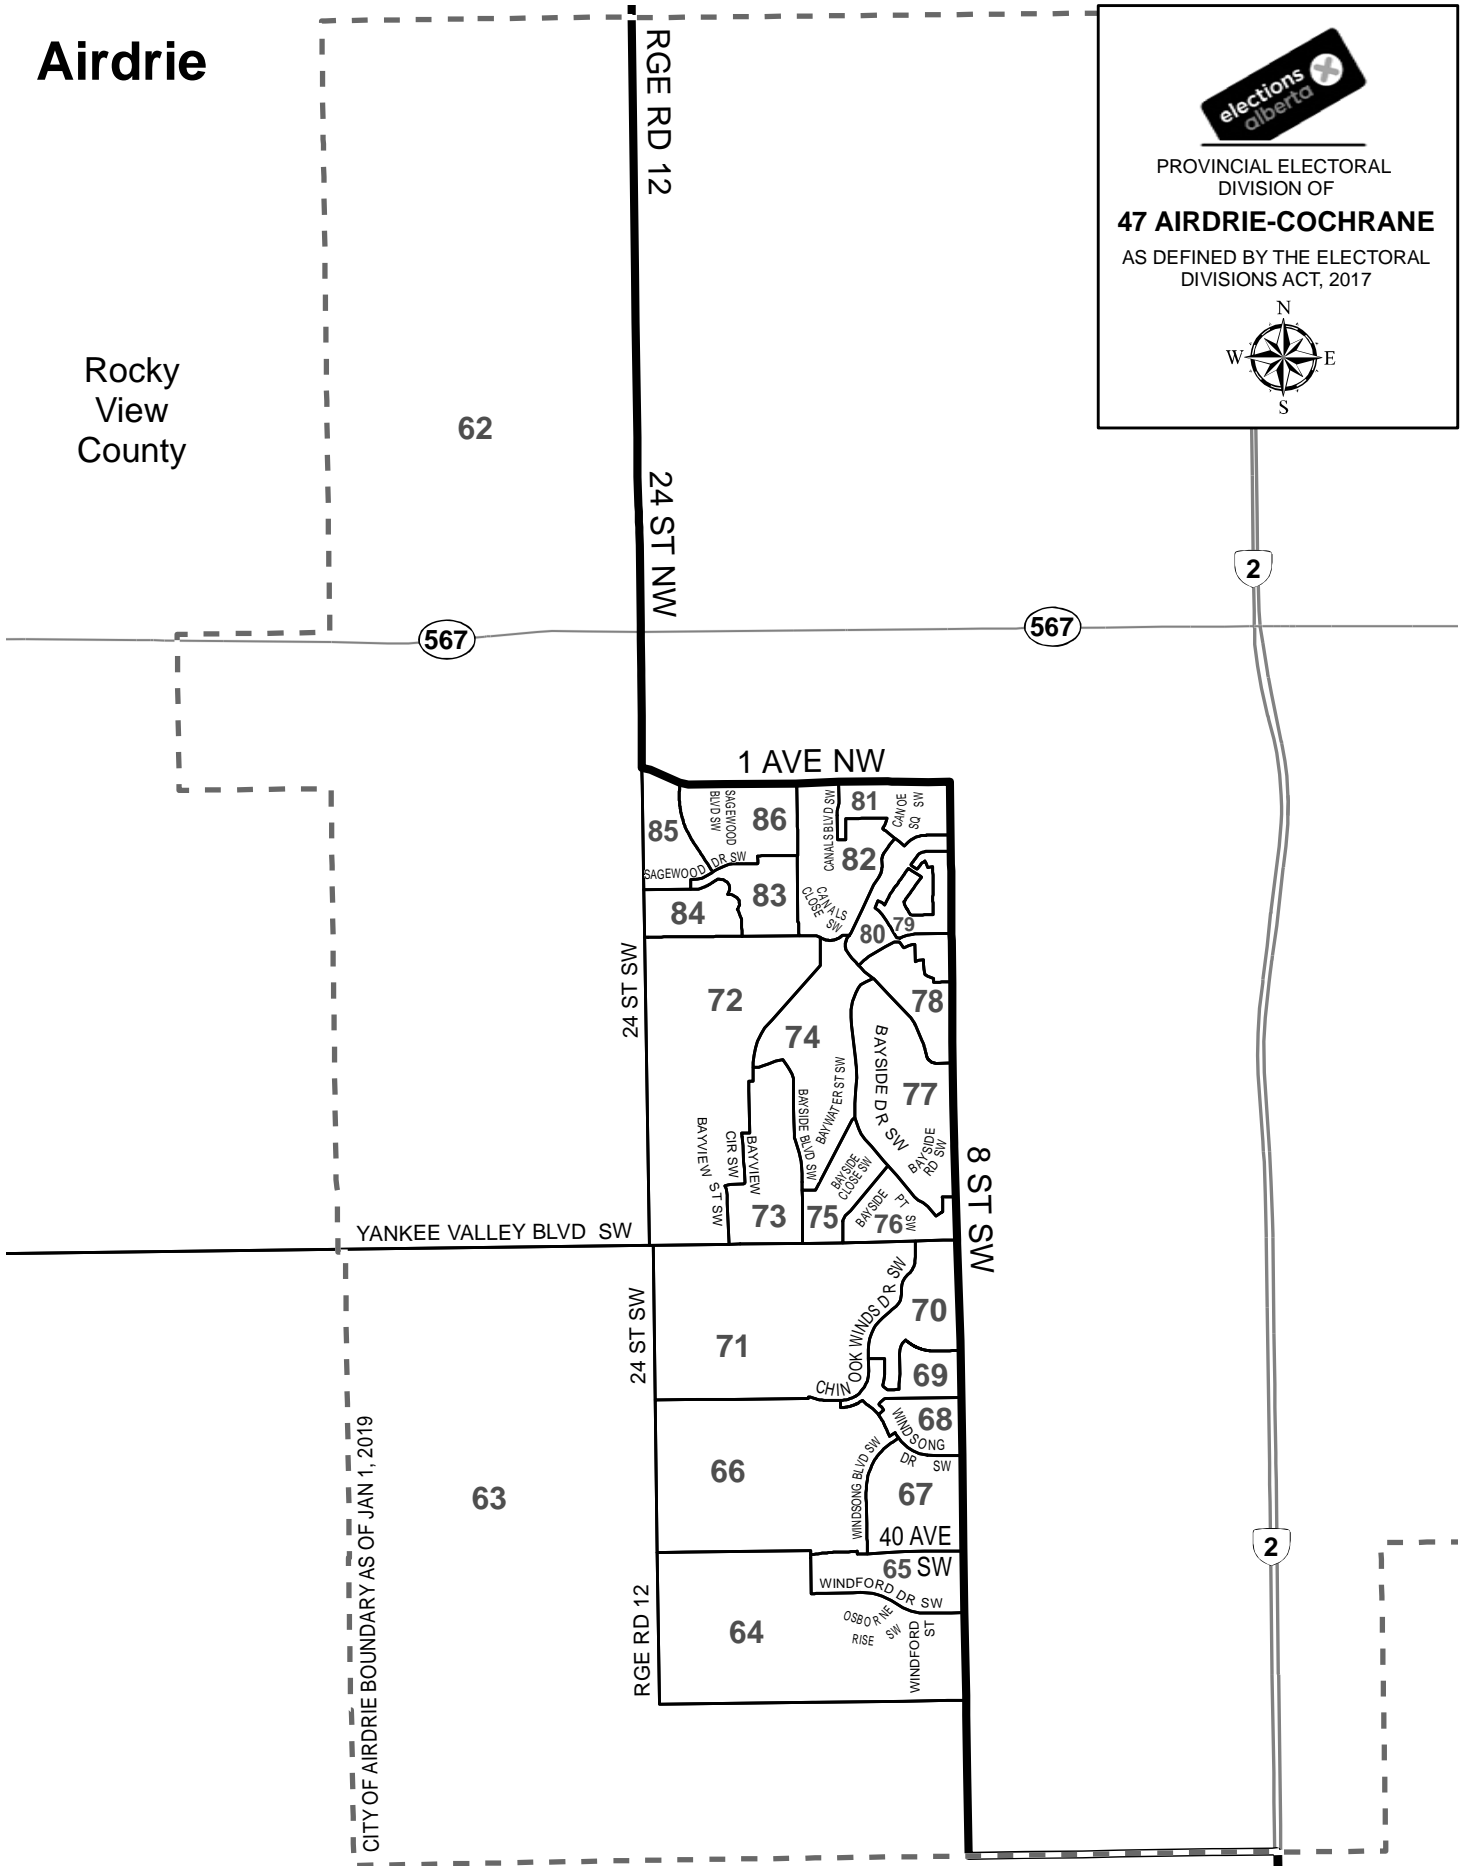 Airdrie
elections
alberta
PROVINCIAL ELECTORAL
DIVISION OF
47 AIRDRIE-COCHRANE
AS DEFINED BY THE ELECTORAL
DIVISIONS ACT, 2017
N
W E
S
RGE RD 12
Rocky
View
County
62
24 ST NW
2
567
567
1 AVE NW
85
SAGEWOOD
BLVD SW
86
CANALS BLVD SW
81
CANOE
SQ SW
82
SAGEWOOD DR SW
83
84
CANALS
CLOSE SW
80
79
24 ST SW
72
78
74
BAYSIDE DR SW
77
BAYWATER ST SW
BAYSIDE BLVD SW
BAYVIEW ST SW
BAYVIEW
CIR SW
BAYSIDE
RD SW
BAYSIDE
CLOSE SW
BAYSIDE PT SW
8 ST SW
73
75
76
YANKEE VALLEY BLVD SW
24 ST SW
CHINOOK WINDS DR SW
70
71
69
68
WINDSONG DR SW
66
WINDSONG BLVD SW
67
63
40 AVE
SW
65
WINDFORD DR SW
2
RGE RD 12
64
OSBORNE
RISE SW
WINDFORD
ST
CITY OF AIRDRIE BOUNDARY AS OF JAN 1, 2019